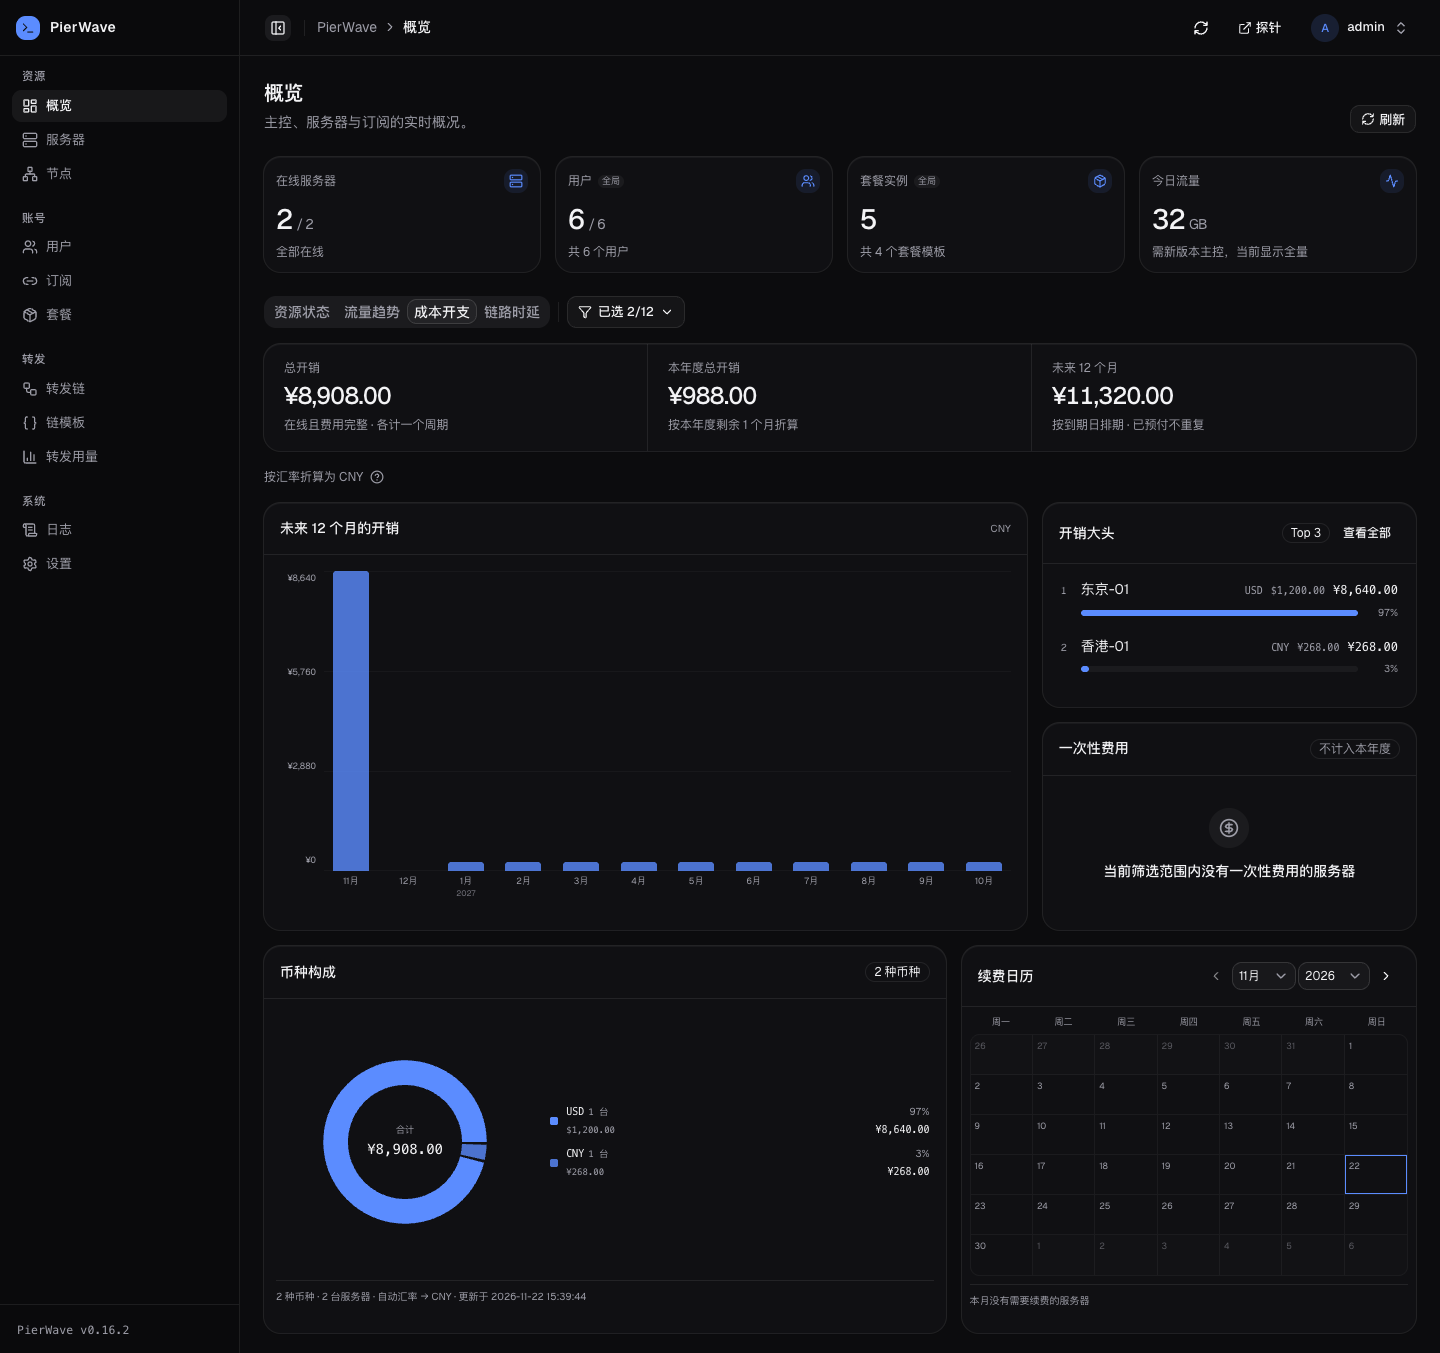 PierWave
PierWave > 概览
探针
A admin
资源
概览
服务器
节点
账号
用户
订阅
套餐
转发
转发链
链模板
转发用量
系统
日志
设置
PierWave v0.16.2
概览
主控、服务器与订阅的实时概况。
刷新
在线服务器
2 / 2
全部在线
用户 全局
6 / 6
共 6 个用户
套餐实例 全局
5
共 4 个套餐模板
今日流量
32 GB
需新版本主控，当前显示全量
资源状态 流量趋势 成本开支 链路时延 已选 2/12
总开销
¥8,908.00
在线且费用完整 · 各计一个周期
本年度总开销
¥988.00
按本年度剩余 1 个月折算
未来 12 个月
¥11,320.00
按到期日排期 · 已预付不重复
按汇率折算为 CNY
未来 12 个月的开销 CNY
¥8,640
¥5,760
¥2,880
¥0
11月 12月 1月 2月 3月 4月 5月 6月 7月 8月 9月 10月
2027
开销大头 Top 3 查看全部
1 东京-01 USD $1,200.00 ¥8,640.00
97%
2 香港-01 CNY ¥268.00 ¥268.00
3%
一次性费用 不计入本年度
当前筛选范围内没有一次性费用的服务器
币种构成 2 种币种
合计
¥8,908.00
USD 1 台 97%
$1,200.00 ¥8,640.00
CNY 1 台 3%
¥268.00 ¥268.00
2 种币种 · 2 台服务器 · 自动汇率 → CNY · 更新于 2026-11-22 15:39:44
续费日历 11月 2026
周一 周二 周三 周四 周五 周六 周日
26 27 28 29 30 31 1
2 3 4 5 6 7 8
9 10 11 12 13 14 15
16 17 18 19 20 21 22
23 24 25 26 27 28 29
30 1 2 3 4 5 6
本月没有需要续费的服务器